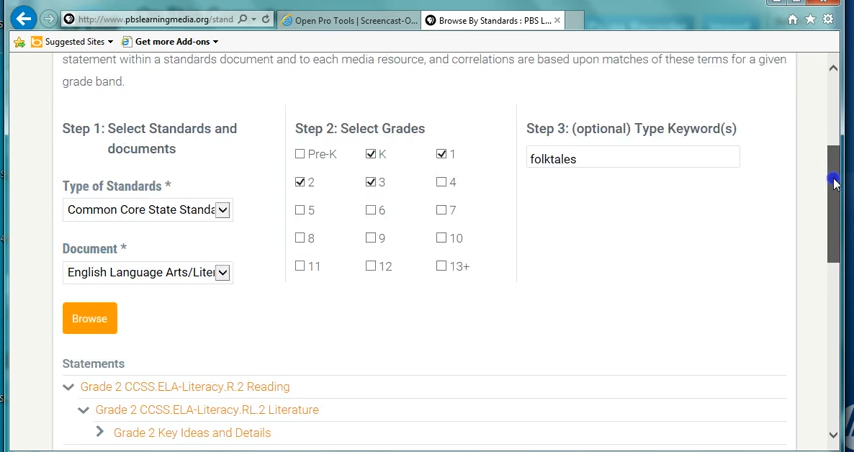 http://www.pbslearningmedia.org/stand
Open Pro Tools | Screencast-O...
Browse By Standards : PBS L...
Suggested Sites
Get more Add-ons
statement within a standards document and to each media resource, and correlations are based upon matches of these terms for a given
grade band.
Step 1: Select Standards and
documents
Type of Standards *
Common Core State Standa
Document *
English Language Arts/Liter
Browse
Step 2: Select Grades
Pre-K K 1
2 3 4
5 6 7
8 9 10
11 12 13+
Step 3: (optional) Type Keyword(s)
folktales
Statements
Grade 2 CCSS.ELA-Literacy.R.2 Reading
Grade 2 CCSS.ELA-Literacy.RL.2 Literature
Grade 2 Key Ideas and Details